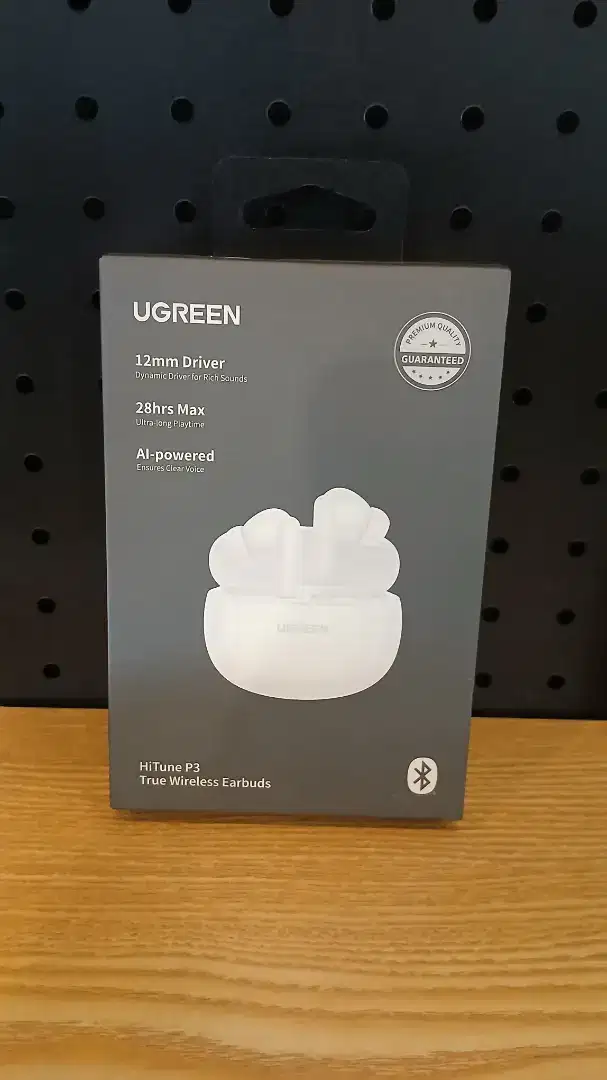 UGREEN
PREMIUM QUALITY
GUARANTEED
12mm Driver
Dynamic Driver for Rich Sounds
28hrs Max
Ultra-long Playtime
AI-powered
Ensures Clear Voice
UGREEN
HiTune P3
True Wireless Earbuds